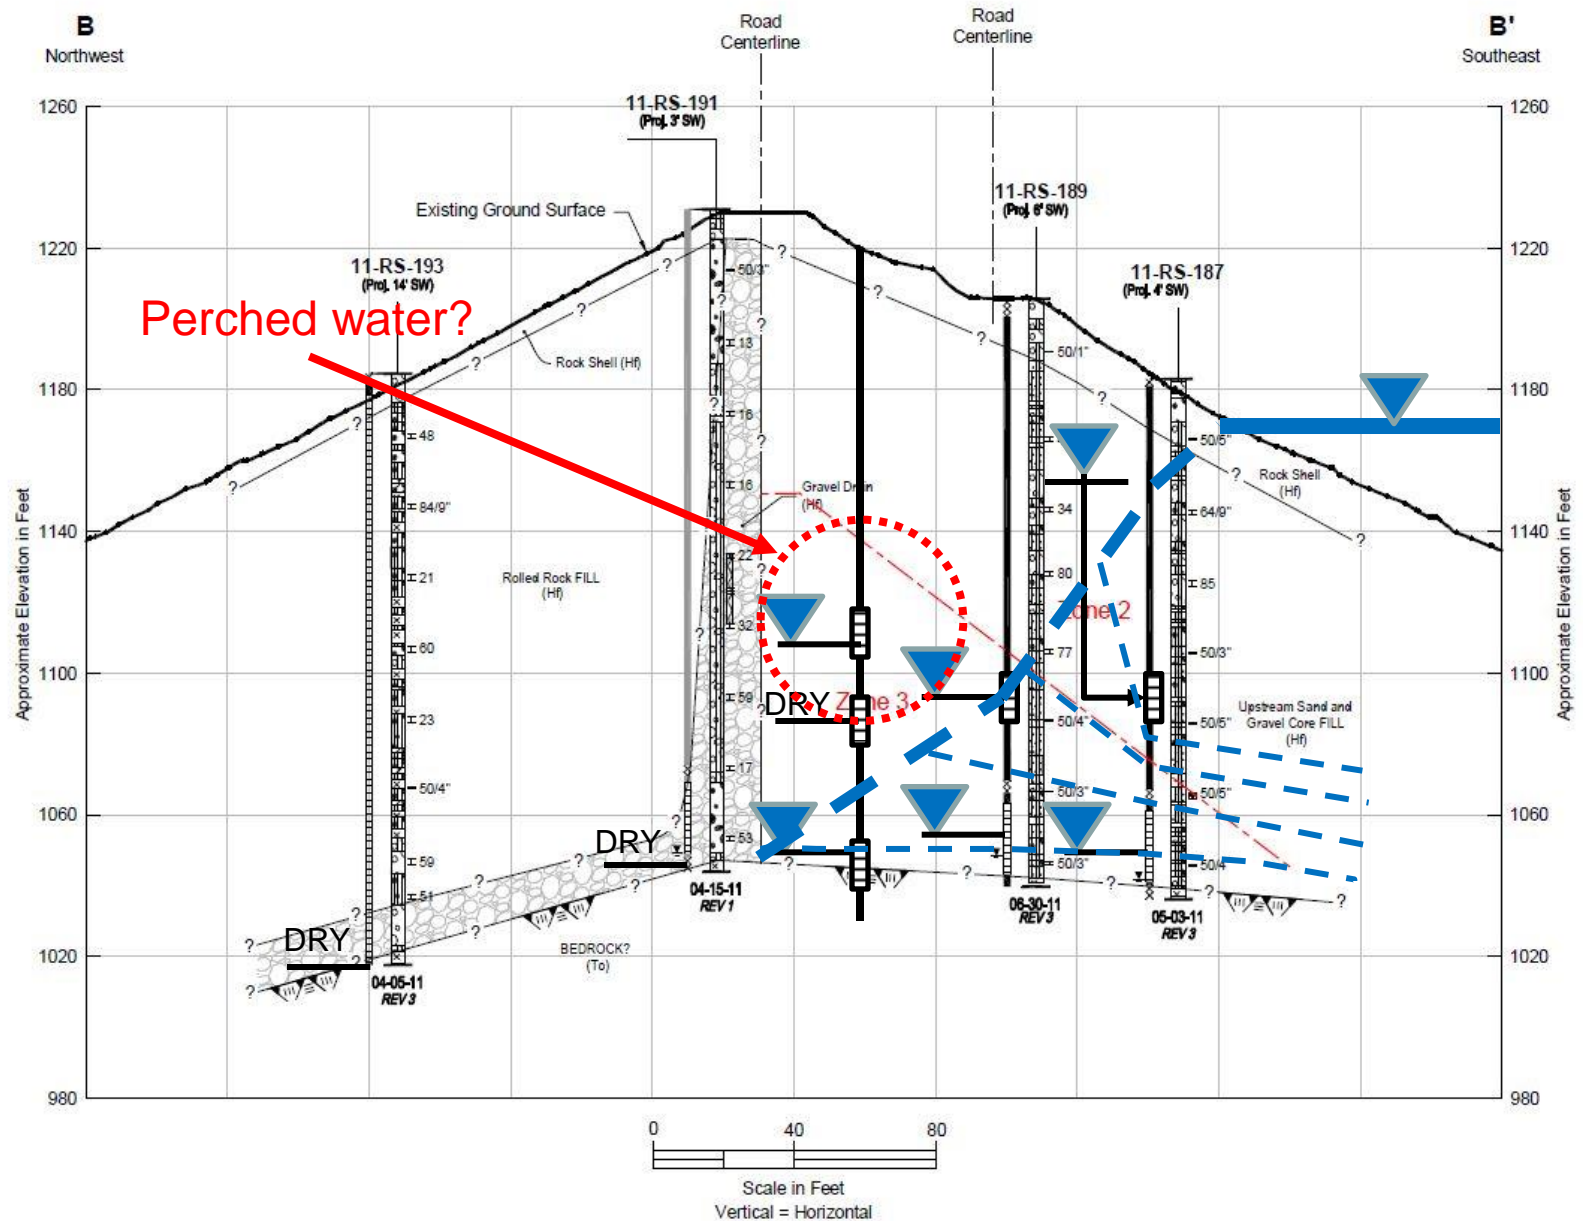 B
Northwest
Road
Centerline
Road
Centerline
B'
Southeast
1260
1260
11-RS-191
(Proj. 3' SW)
11-RS-189
(Proj. 6' SW)
Existing Ground Surface
1220
1220
11-RS-193
(Proj. 14' SW)
11-RS-187
(Proj. 4' SW)
50/3"
Perched water?
13
50/1"
Rock Shell (Hf)
1180
1180
16
48
50/5"
Rock Shell
(Hf)
16
Gravel Drain
(Hf)
84/9"
34
64/9"
1140
1140
22
Rolled Rock FILL
(Hf)
21
80
85
32
Zone 2
60
77
50/3"
1100
1100
59
DRY
Zone 3
23
50/4"
50/5"
Upstream Sand and
Gravel Core FILL
(Hf)
17
50/4"
50/3"
50/5"
1060
1060
53
DRY
59
50/3"
50/4
51
04-15-11
REV 1
06-30-11
REV 3
05-03-11
REV 3
DRY
BEDROCK?
(To)
1020
1020
04-05-11
REV 3
980
980
Approximate Elevation in Feet
Approximate Elevation in Feet
0
40
80
Scale in Feet
Vertical = Horizontal